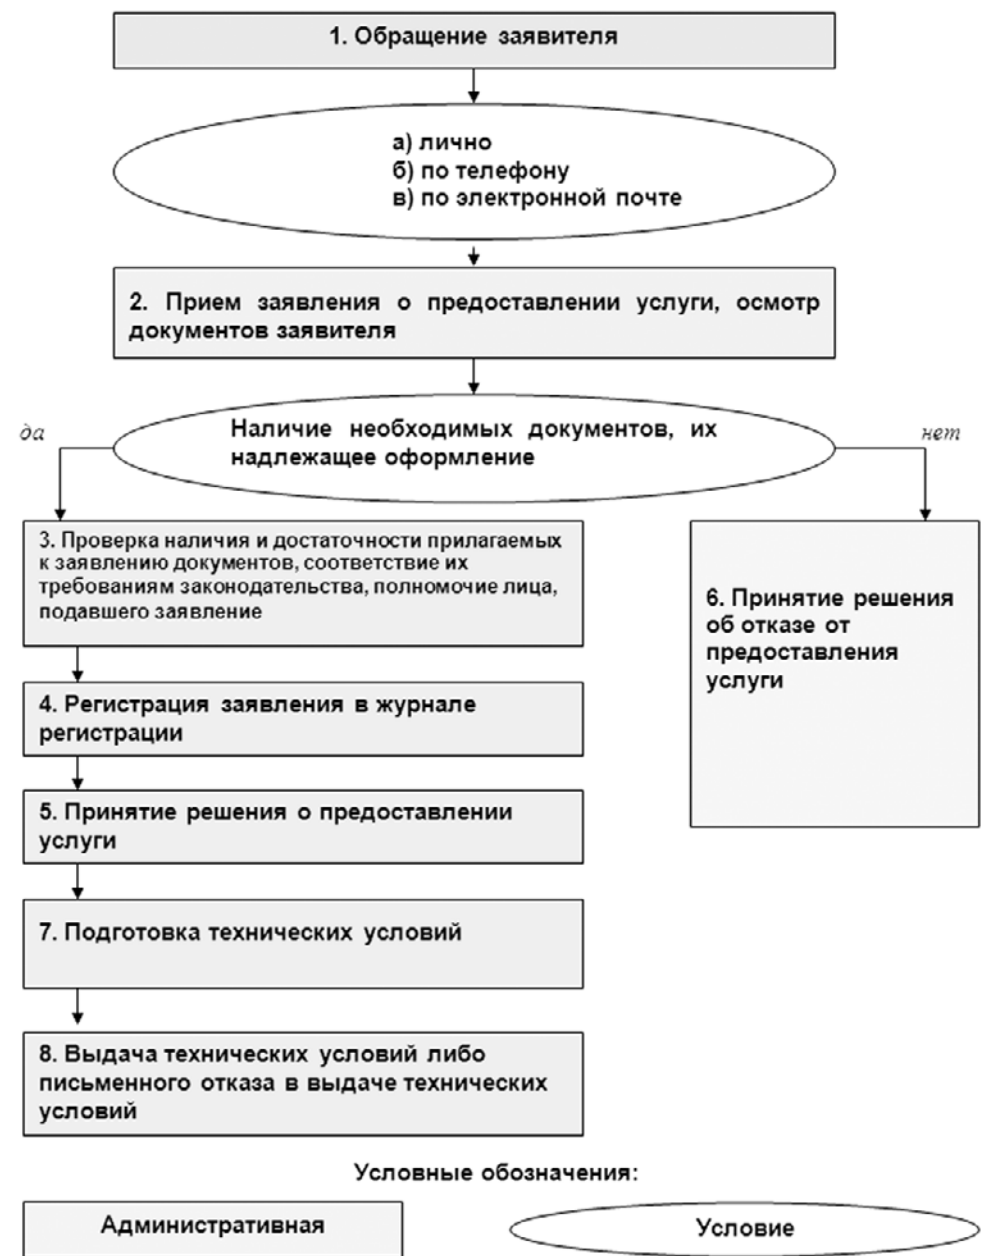 1. Обращение заявителя
а) лично
б) по телефону
в) по электронной почте
2. Прием заявления о предоставлении услуги, осмотр
документов заявителя
да
Наличие необходимых документов, их
надлежащее оформление
нет
3. Проверка наличия и достаточности прилагаемых
к заявлению документов, соответствие их
требованиям законодательства, полномочие лица,
подавшего заявление
6. Принятие решения
об отказе от
предоставления
услуги
4. Регистрация заявления в журнале
регистрации
5. Принятие решения о предоставлении
услуги
7. Подготовка технических условий
8. Выдача технических условий либо
письменного отказа в выдаче технических
условий
Условные обозначения:
Административная
Условие